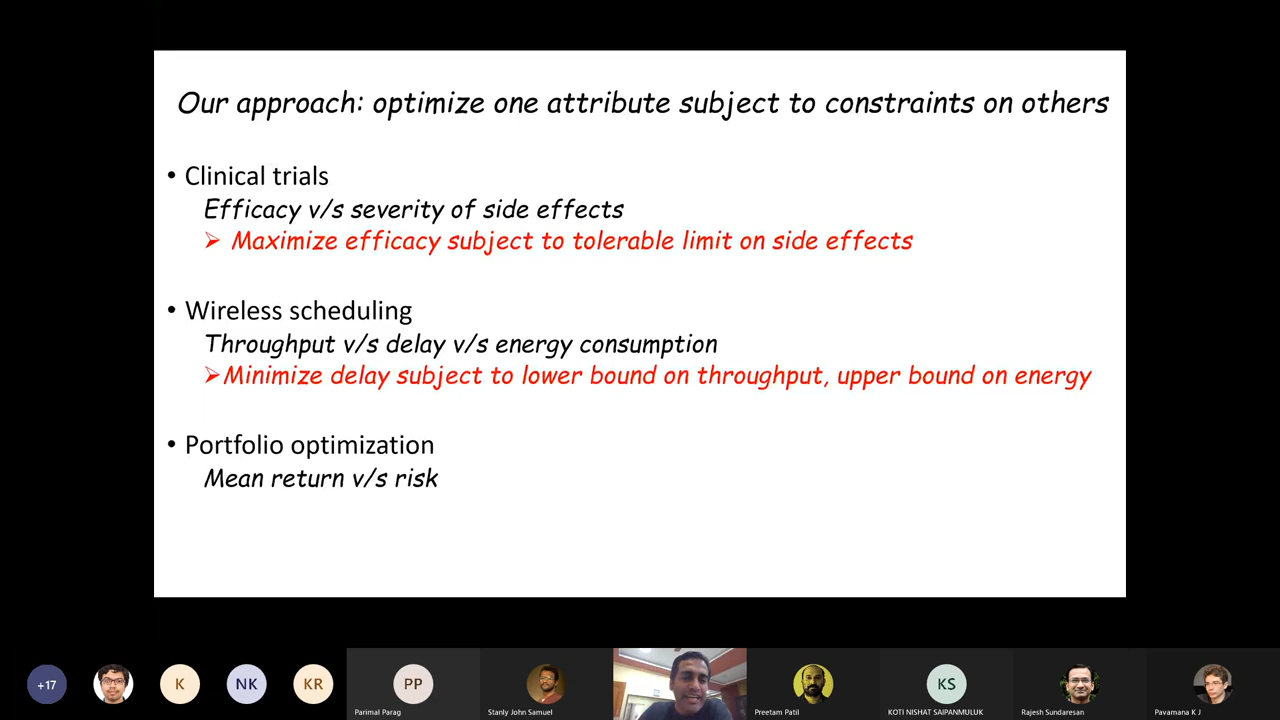 Our approach: optimize one attribute subject to constraints on others
• Clinical trials
Efficacy v/s severity of side effects
➢ Maximize efficacy subject to tolerable limit on side effects
• Wireless scheduling
Throughput v/s delay v/s energy consumption
➢Minimize delay subject to lower bound on throughput, upper bound on energy
• Portfolio optimization
Mean return v/s risk
+17
K
NK
KR
PP
KS
Parimal Parag
Stanly John Samuel
Preetam Patil
KOTI NISHAT SAIPANMULUK
Rajesh Sundaresan
Pavamana K J